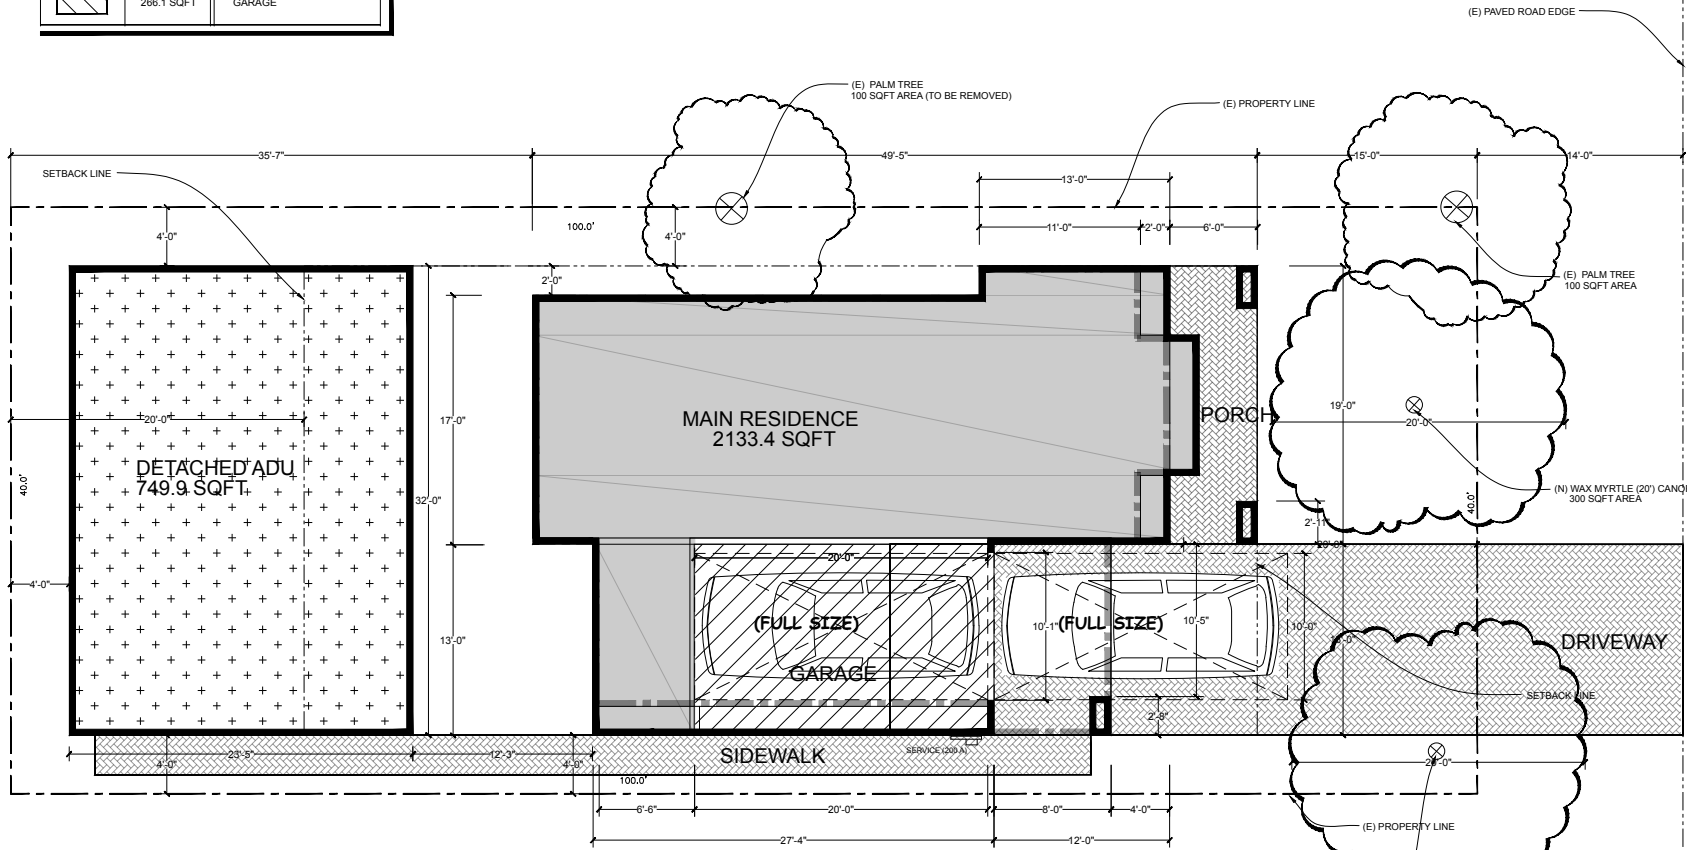 266.1 SQFT
GARAGE
(E) PAVED ROAD EDGE
(E) PALM TREE
100 SQFT AREA (TO BE REMOVED)
(E) PROPERTY LINE
35'-7"
49'-5"
15'-0"
14'-0"
SETBACK LINE
13'-0"
100.0'
11'-0"
2'-0"
6'-0"
4'-0"
4'-0"
2'-0"
(E) PALM TREE
100 SQFT AREA
20'-0"
17'-0"
MAIN RESIDENCE
2133.4 SQFT
PORCH
19'-0"
20'-0"
DETACHED ADU
749.9 SQFT
40.0'
32'-0"
(N) WAX MYRTLE (20')
300 SQFT AREA
40.0'
2'-11"
20'-0"
4'-0"
13'-0"
(FULL SIZE)
GARAGE
10'-1"
(FULL SIZE)
10'-5"
10'-0"
DRIVEWAY
SETBACK LINE
2'-8"
23'-5"
12'-3"
4'-0"
4'-0"
SIDEWALK
SERVICE (200 A)
100.0'
20'-0"
6'-6"
20'-0"
8'-0"
4'-0"
(E) PROPERTY LINE
27'-4"
12'-0"